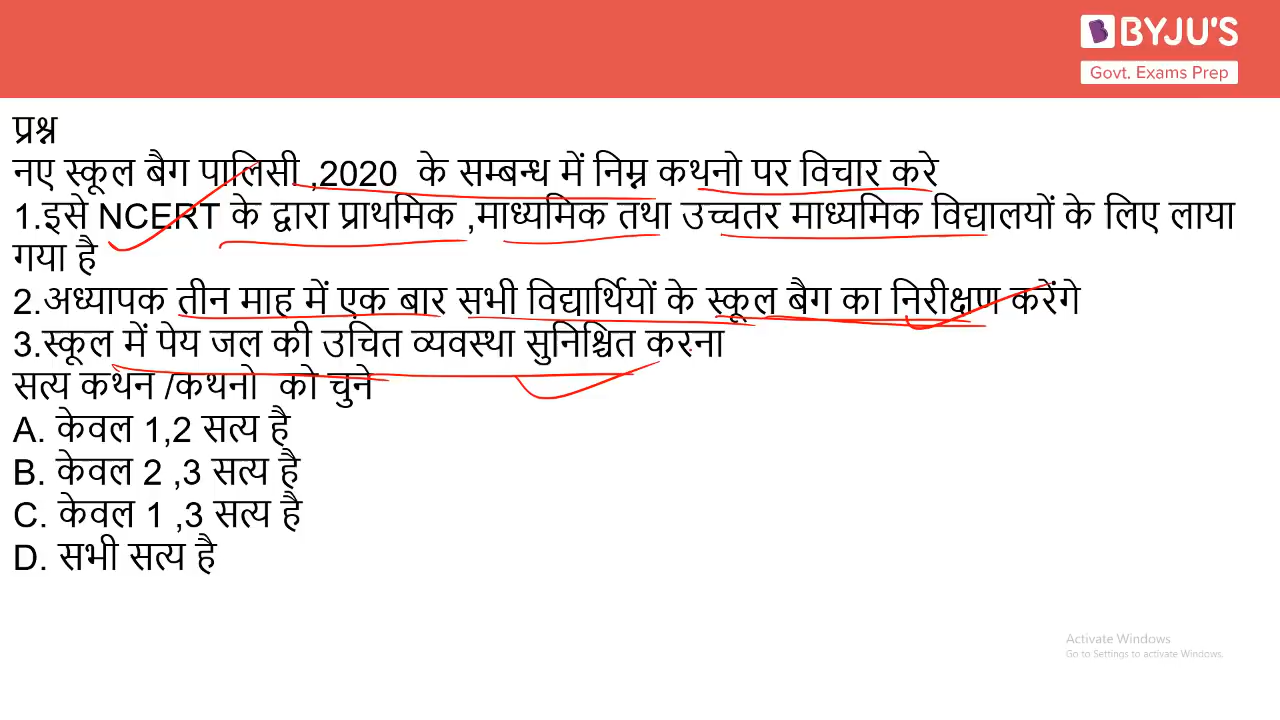 BYJU'S
Govt. Exams Prep
प्रश्न
नए स्कूल बैग पालिसी ,2020 के सम्बन्ध में निम्न कथनो पर विचार करे
1.इसे NCERT के द्वारा प्राथमिक ,माध्यमिक तथा उच्चतर माध्यमिक विद्यालयों के लिए लाया
गया है
2.अध्यापक तीन माह में एक बार सभी विद्यार्थियों के स्कूल बैग का निरीक्षण करेंगे
3.स्कूल में पेय जल की उचित व्यवस्था सुनिश्चित करना
सत्य कथन /कथनो को चुने
A. केवल 1,2 सत्य है
B. केवल 2 ,3 सत्य है
C. केवल 1 ,3 सत्य है
D. सभी सत्य है
Activate Windows
Go to Settings to activate Windows.